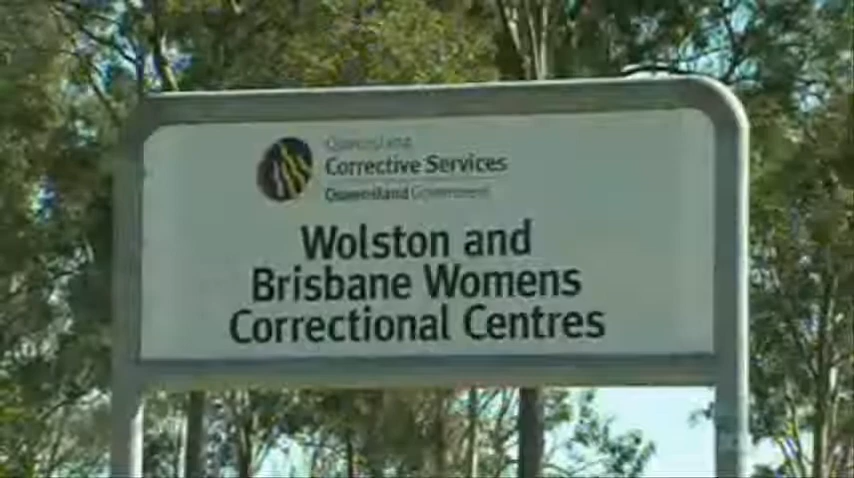 Queensland
Corrective Services
Queensland Government
Wolston and
Brisbane Womens
Correctional Centres